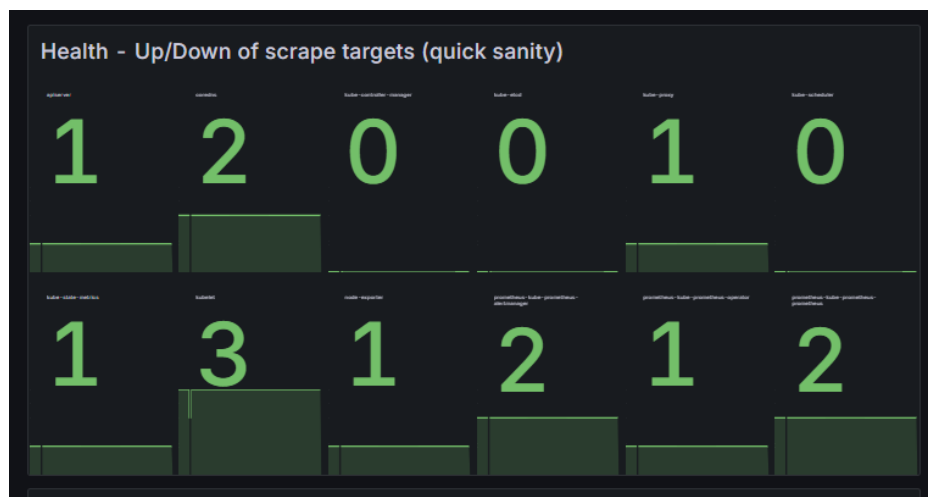 Health - Up/Down of scrape targets (quick sanity)
apiserver
coredns
kube-controller-manager
kube-etcd
kube-proxy
kube-scheduler
1
2
0
0
1
0
kube-state-metrics
kubelet
node-exporter
prometheus-kube-prometheus-
alertmanager
prometheus-kube-prometheus-operator
prometheus-kube-prometheus-
prometheus
1
3
1
2
1
2